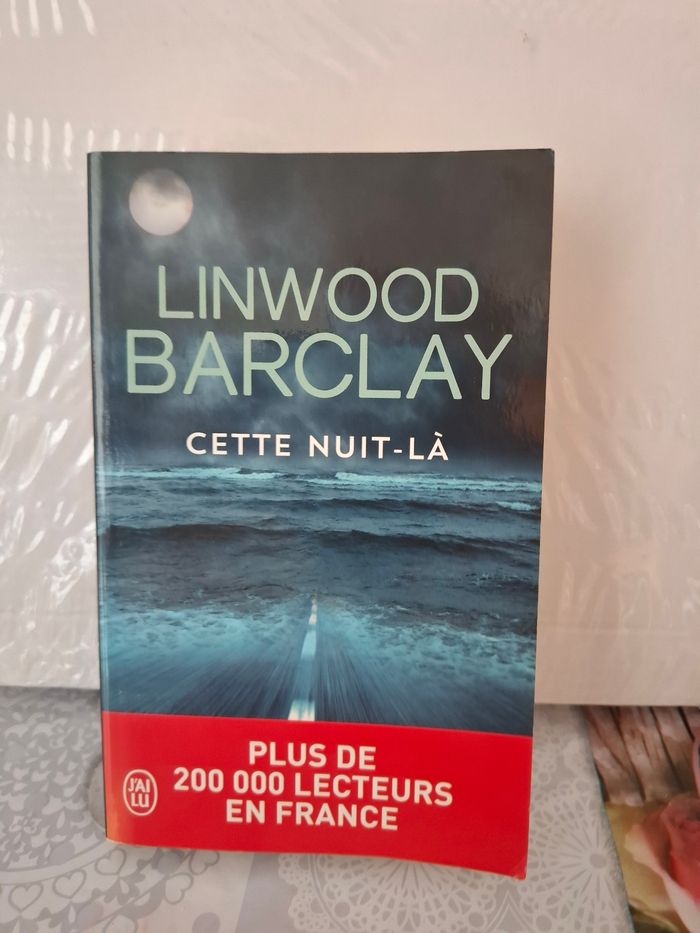 LINWOOD
BARCLAY
CETTE NUIT-LÀ
PLUS DE
200 000 LECTEURS
EN FRANCE
J'AI
LU